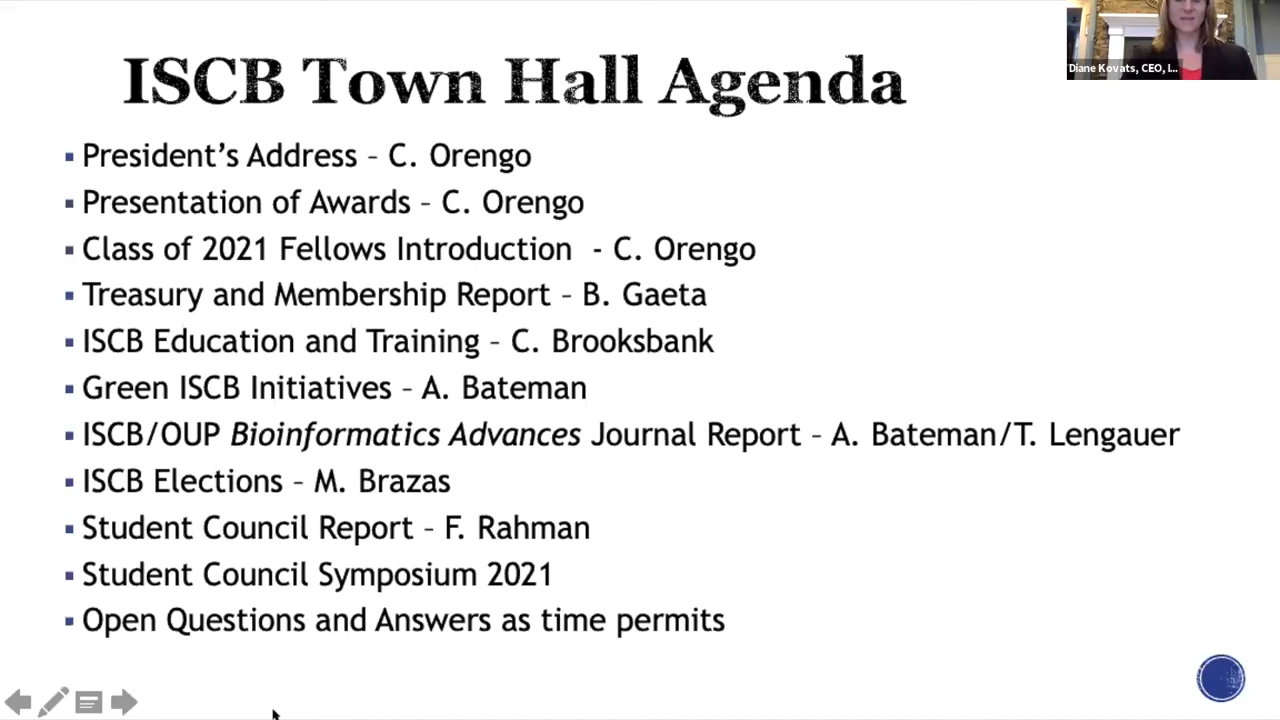 ISCB Town Hall Agenda
Diane Kovats, CEO, I...
▪ President's Address – C. Orengo
▪ Presentation of Awards – C. Orengo
▪ Class of 2021 Fellows Introduction - C. Orengo
▪ Treasury and Membership Report – B. Gaeta
▪ ISCB Education and Training – C. Brooksbank
▪ Green ISCB Initiatives – A. Bateman
▪ ISCB/OUP Bioinformatics Advances Journal Report – A. Bateman/T. Lengauer
▪ ISCB Elections – M. Brazas
▪ Student Council Report – F. Rahman
▪ Student Council Symposium 2021
▪ Open Questions and Answers as time permits